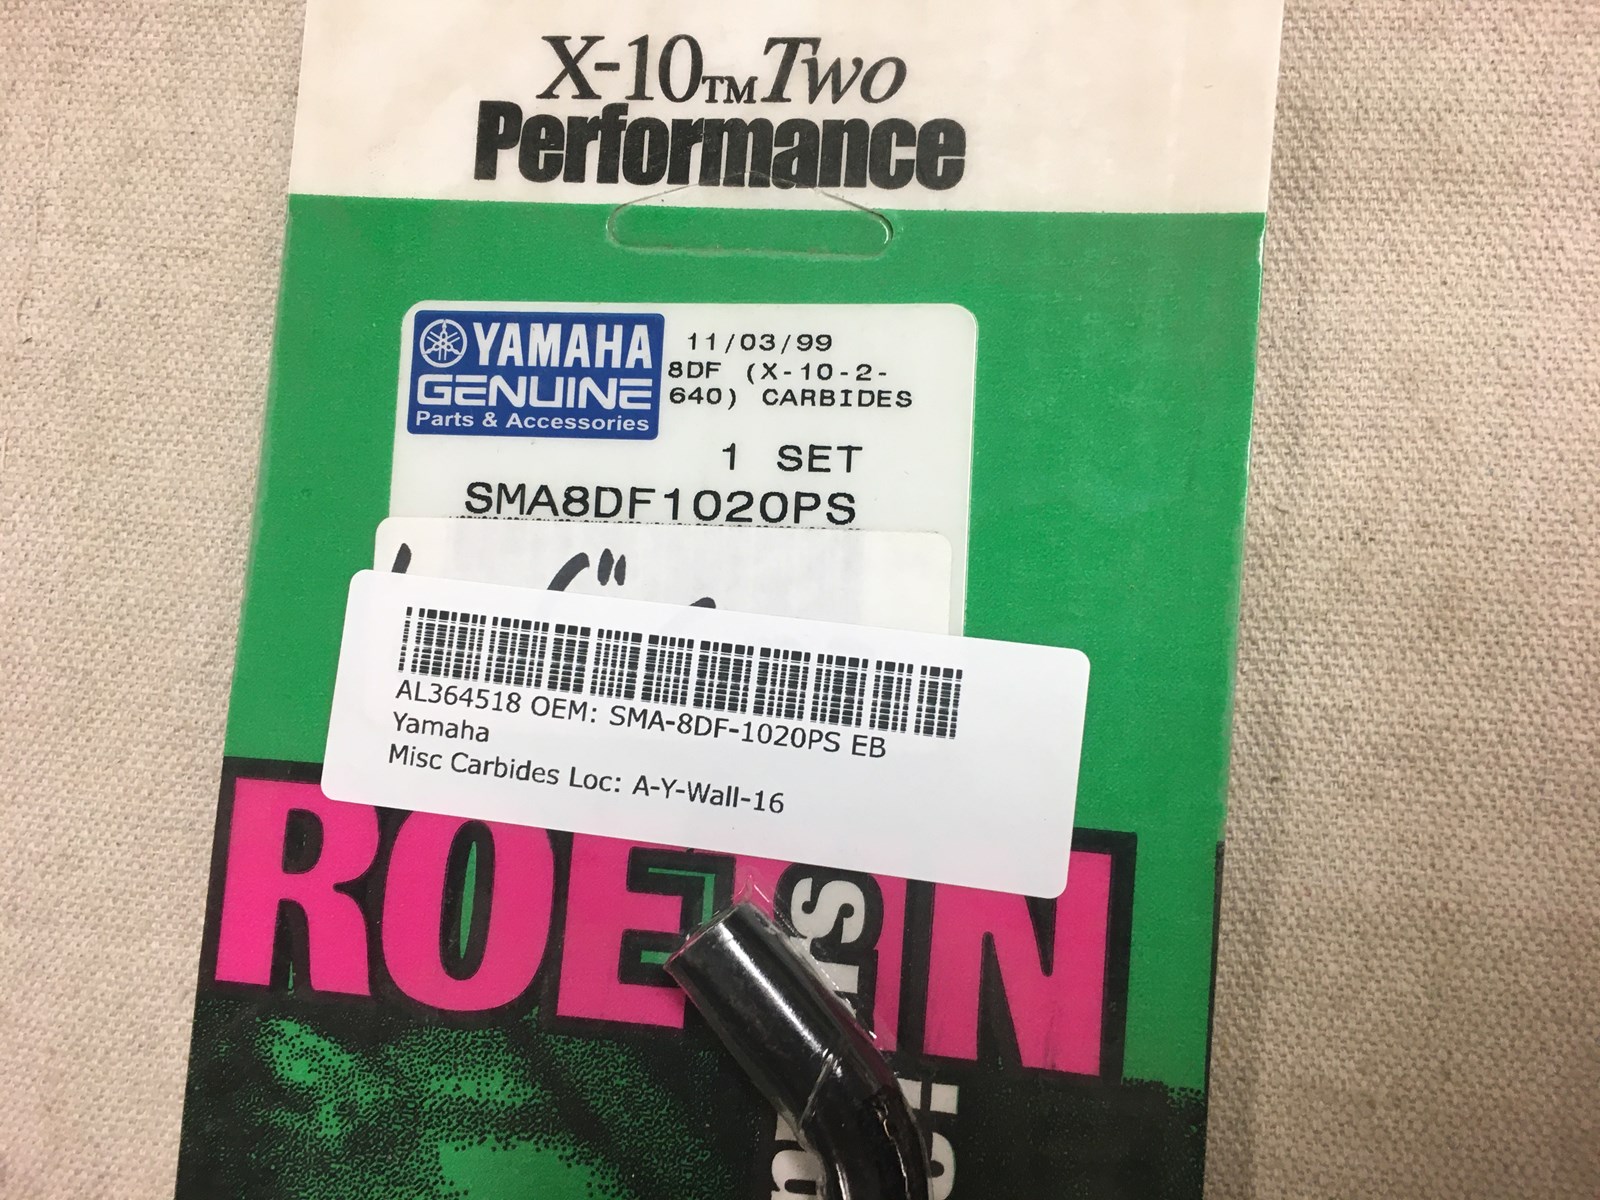 X-10™ Two
Performance
YAMAHA
GENUINE
Parts & Accessories
11/03/99
8DF (X-10-2-
640) CARBIDES
1 SET
SMA8DF1020PS
AL364518 OEM: SMA-8DF-1020PS EB
Yamaha
Misc Carbides Loc: A-Y-Wall-16